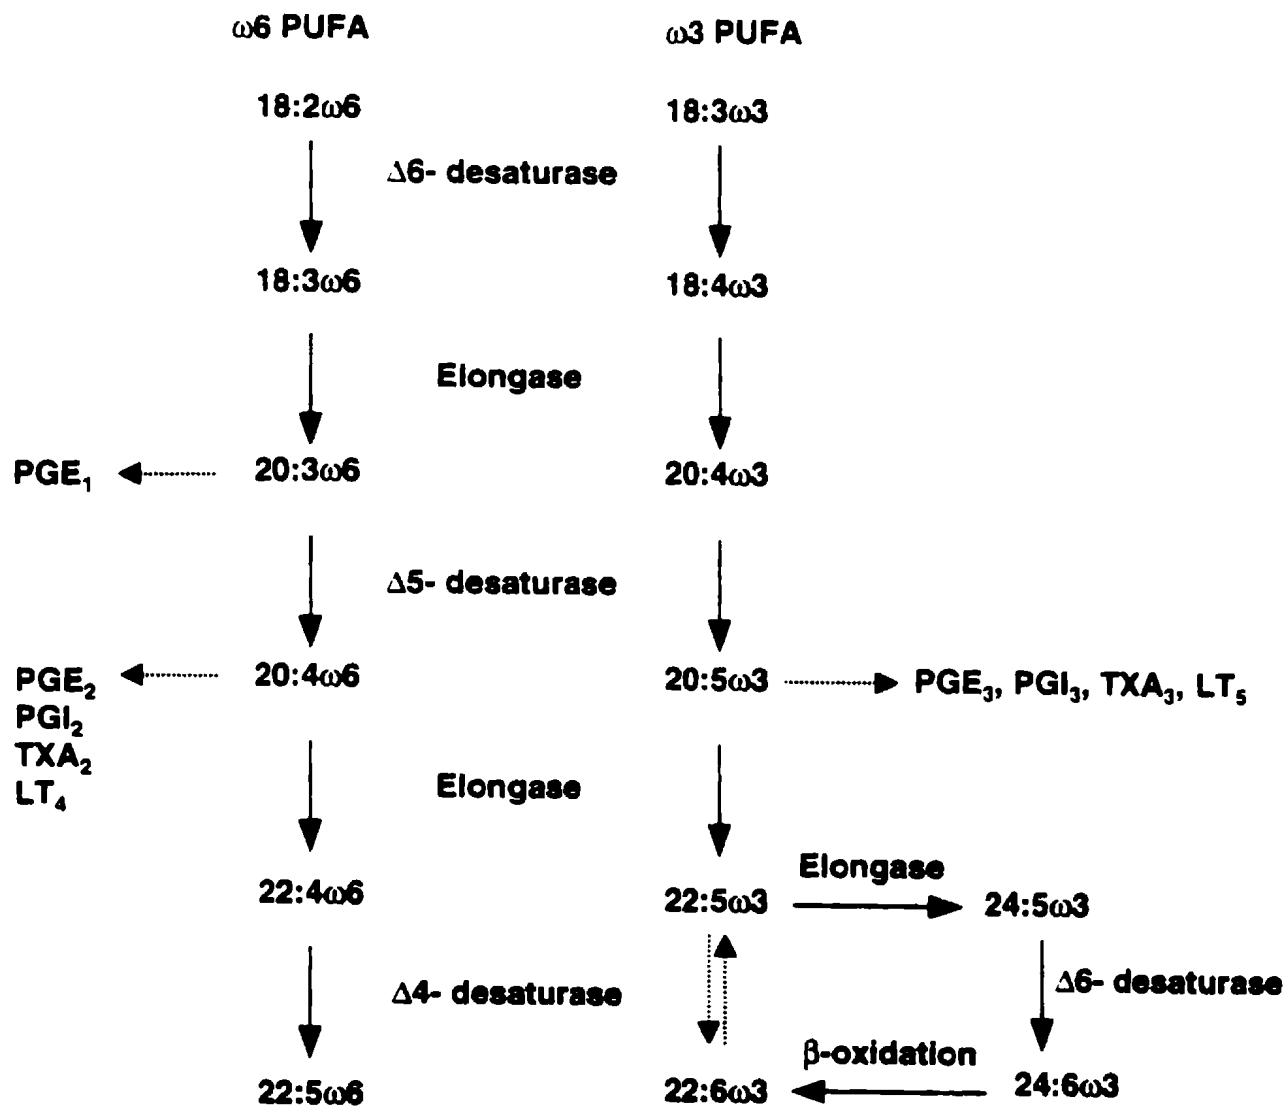 ω6 PUFA
ω3 PUFA
18:2ω6
18:3ω3
Δ6- desaturase
18:3ω6
18:4ω3
Elongase
PGE₁
20:3ω6
20:4ω3
Δ5- desaturase
PGE₂
PGI₂
TXA₂
LT₄
20:4ω6
20:5ω3
PGE₃, PGI₃, TXA₃, LT₅
Elongase
22:4ω6
22:5ω3
Elongase
24:5ω3
Δ4- desaturase
Δ6- desaturase
22:5ω6
22:6ω3
β-oxidation
24:6ω3